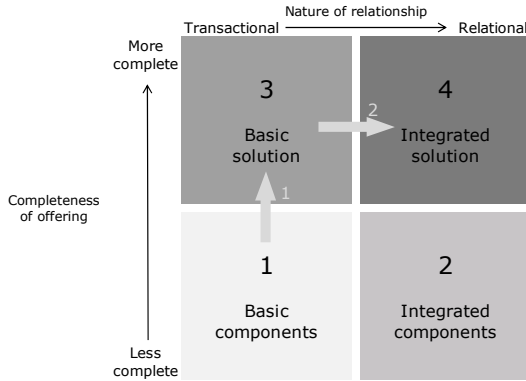 Nature of relationship
Transactional
Relational
More
complete
3
4
2
Basic
solution
Integrated
solution
1
Completeness
of offering
1
2
Basic
components
Integrated
components
Less
complete